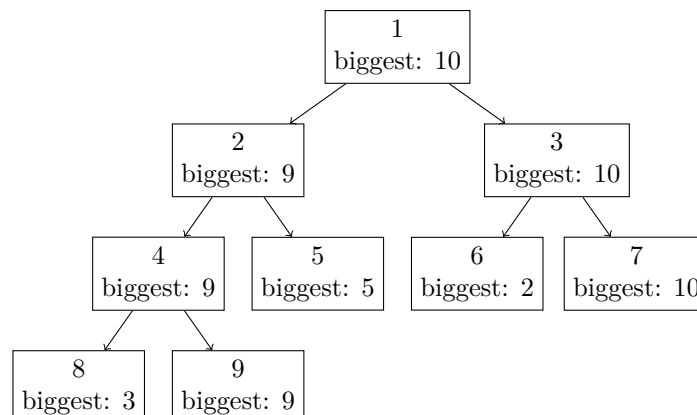 1
biggest: 10
2
biggest: 9
3
biggest: 10
4
biggest: 9
5
biggest: 5
6
biggest: 2
7
biggest: 10
8
biggest: 3
9
biggest: 9